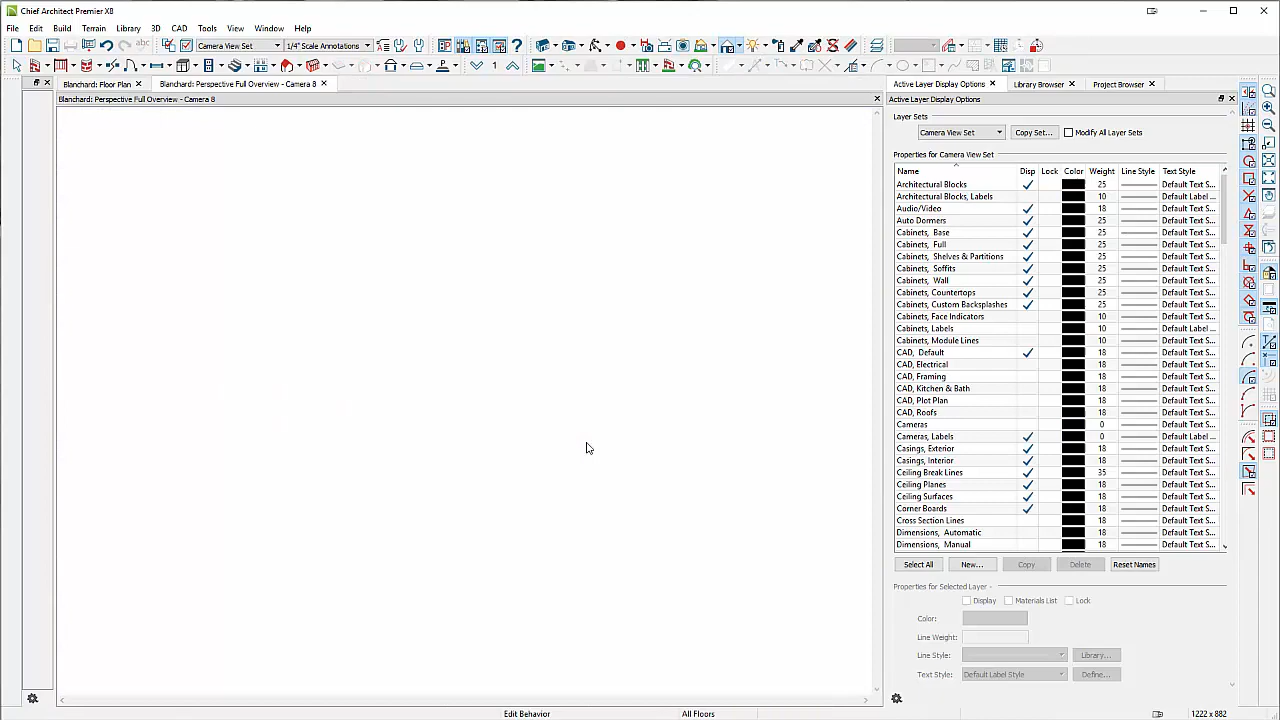 Chief Architect Premier X8
File Edit Build Terrain Library 3D CAD Tools View Window Help
Camera View Set 1/4" Scale Annotations
1
Blanchard: Floor Plan Blanchard: Perspective Full Overview - Camera 8
Blanchard: Perspective Full Overview - Camera 8
Active Layer Display Options Library Browser Project Browser
Active Layer Display Options
Layer Sets
Camera View Set Copy Set... Modify All Layer Sets
Properties for Camera View Set
Name Disp Lock Color Weight Line Style Text Style
Architectural Blocks 25 Default Text S...
Architectural Blocks, Labels 10 Default Label ...
Audio/Video 18 Default Text S...
Auto Dormers 25 Default Text S...
Cabinets, Base 25 Default Text S...
Cabinets, Full 25 Default Text S...
Cabinets, Shelves & Partitions 25 Default Text S...
Cabinets, Soffits 25 Default Text S...
Cabinets, Wall 25 Default Text S...
Cabinets, Countertops 25 Default Text S...
Cabinets, Custom Backsplashes 25 Default Text S...
Cabinets, Face Indicators 10 Default Text S...
Cabinets, Labels 10 Default Label ...
Cabinets, Module Lines 10 Default Text S...
CAD, Default 18 Default Text S...
CAD, Electrical 18 Default Text S...
CAD, Framing 18 Default Text S...
CAD, Kitchen & Bath 18 Default Text S...
CAD, Plot Plan 18 Default Text S...
CAD, Roofs 18 Default Text S...
Cameras 0 Default Text S...
Cameras, Labels 0 Default Label ...
Casings, Exterior 18 Default Text S...
Casings, Interior 18 Default Text S...
Ceiling Break Lines 35 Default Text S...
Ceiling Planes 18 Default Text S...
Ceiling Surfaces 18 Default Text S...
Corner Boards 18 Default Text S...
Cross Section Lines 18 Default Text S...
Dimensions, Automatic 18 Default Text S...
Dimensions, Manual 18 Default Text S...
Select All New... Copy Delete Reset Names
Properties for Selected Layer -
Display Materials List Lock
Color:
Line Weight:
Line Style: Library...
Text Style: Default Label Style Define...
Edit Behavior All Floors 1222 x 882